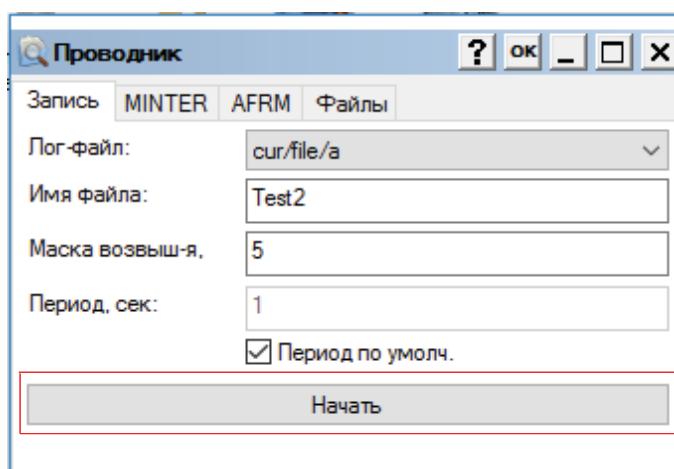 Проводник ? ОК
Запись MINTER AFRM Файлы
Лог-файл: cur/file/a
Имя файла: Test2
Маска возвыш-я, 5
Период, сек: 1
Период по умолч.
Начать